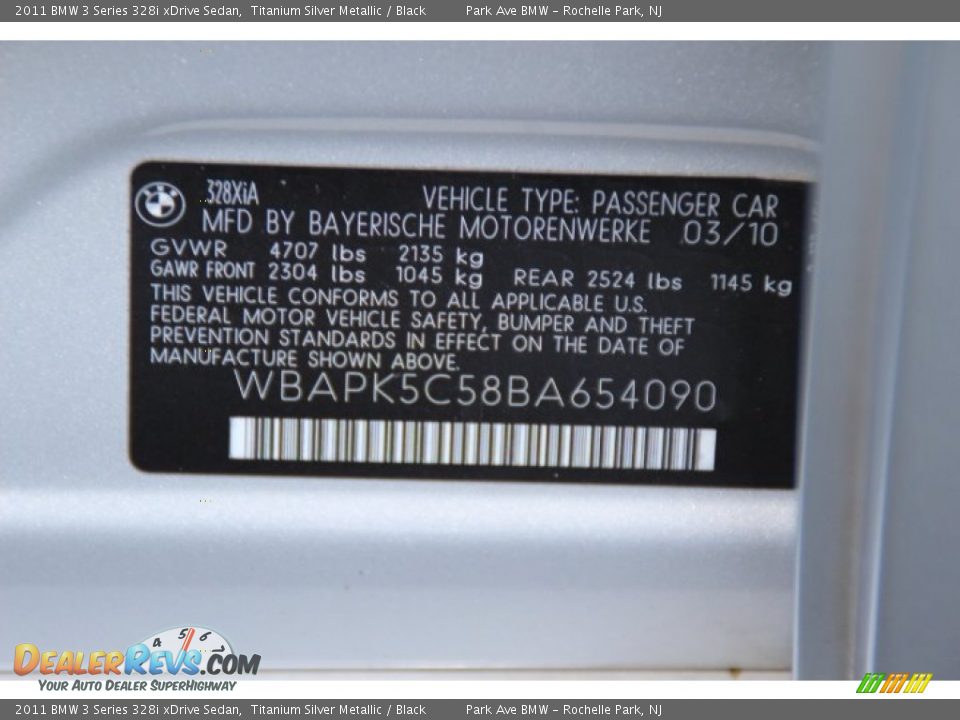 2011 BMW 3 Series 328i xDrive Sedan, Titanium Silver Metallic / Black Park Ave BMW - Rochelle Park, NJ
328XiA VEHICLE TYPE: PASSENGER CAR
MFD BY BAYERISCHE MOTORENWERKE 03/10
GVWR 4707 lbs 2135 kg
GAWR FRONT 2304 lbs 1045 kg REAR 2524 lbs 1145 kg
THIS VEHICLE CONFORMS TO ALL APPLICABLE U.S.
FEDERAL MOTOR VEHICLE SAFETY, BUMPER AND THEFT
PREVENTION STANDARDS IN EFFECT ON THE DATE OF
MANUFACTURE SHOWN ABOVE.
WBAPK5C58BA654090
4 5 6
DEALERREVS.COM
YOUR AUTO DEALER SUPERHIGHWAY
2011 BMW 3 Series 328i xDrive Sedan, Titanium Silver Metallic / Black Park Ave BMW - Rochelle Park, NJ